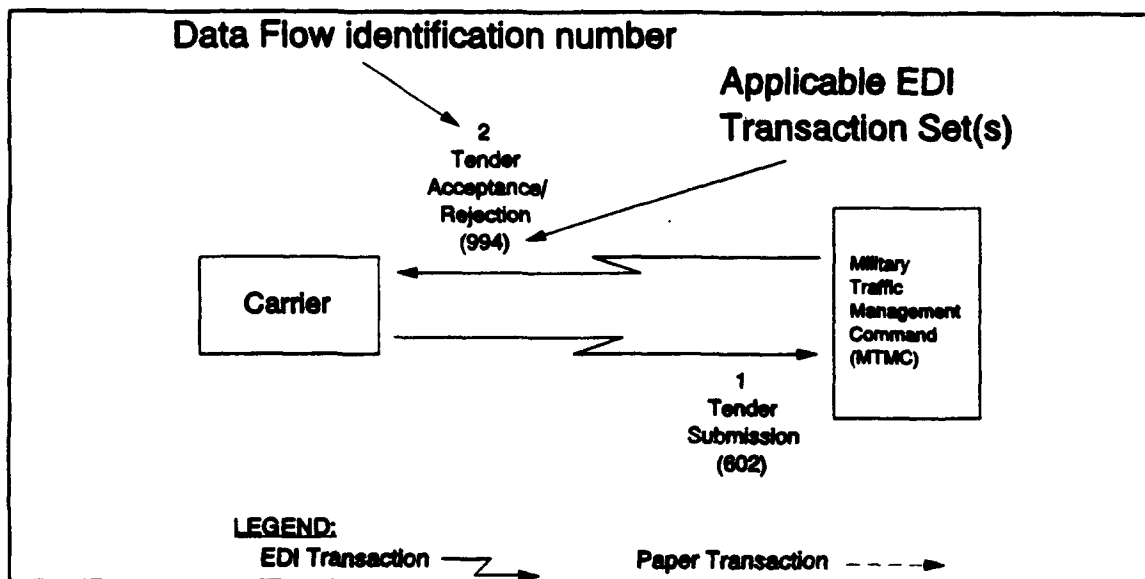 Data Flow identification number
Applicable EDI
Transaction Set(s)
2
Tender
Acceptance/
Rejection
(994)
Carrier
Military
Traffic
Management
Command
(MTMC)
1
Tender
Submission
(602)
LEGEND:
EDI Transaction
Paper Transaction